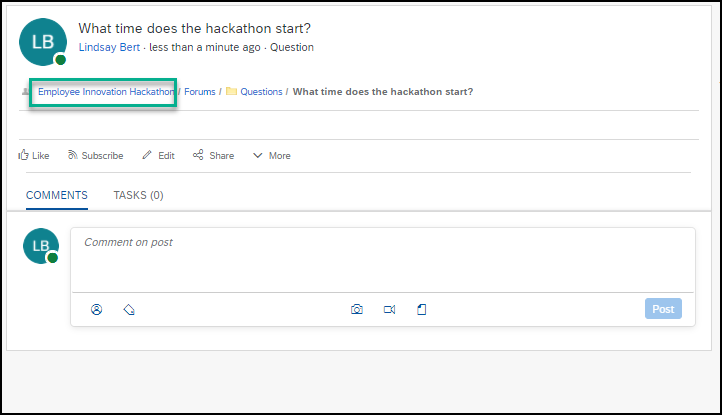 LB
What time does the hackathon start?
Lindsay Bert · less than a minute ago · Question
Employee Innovation Hackathon / Forums / Questions / What time does the hackathon start?
Like Subscribe Edit Share More
COMMENTS TASKS (0)
LB
Comment on post
Post